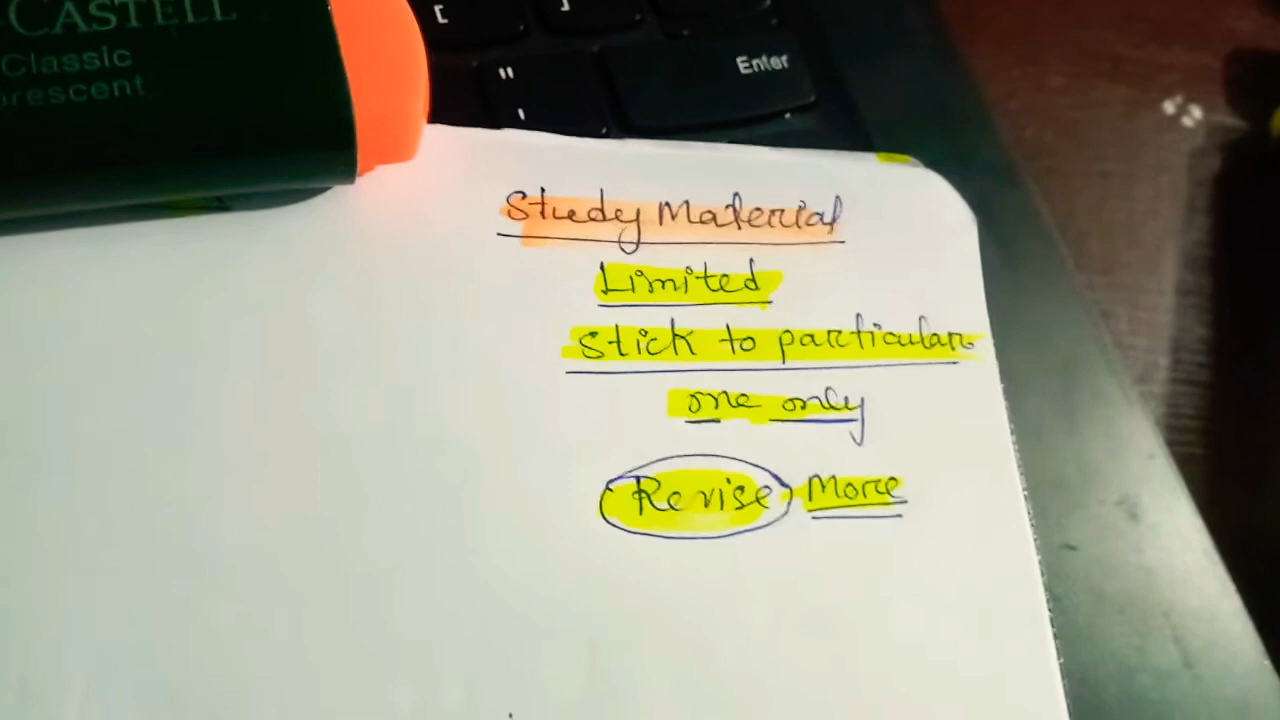 CASTELL
Classic
rescent
[ ]
" Enter
'
Study Material
Limited
Stick to particular
one only
Revise More